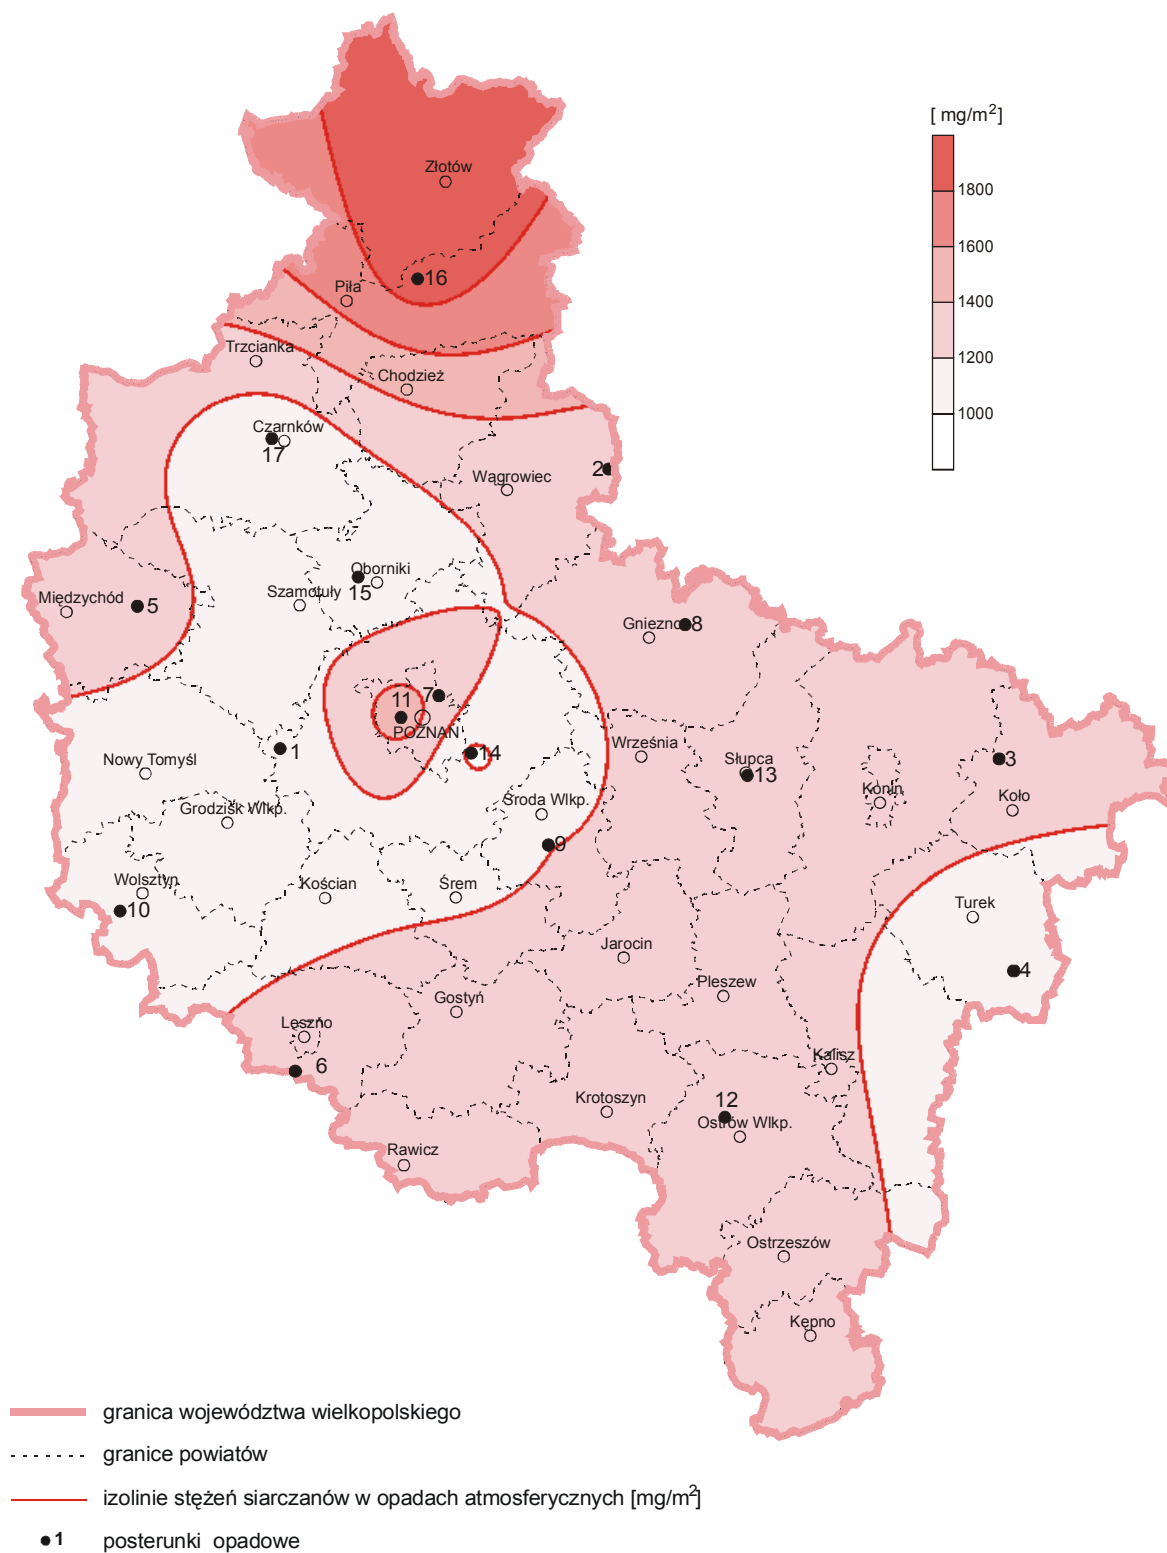 [ mg/m2]
1800
1600
1400
1200
1000
Złotów
16
Piła
Trzcianka
Chodzież
Czarnków
17
2
Wągrowiec
Oborniki
15
Szamotuły
Międzychód
5
Gniezno
8
7
11
POZNAŃ
14
1
Nowy Tomyśl
Września
Słupca
13
3
Konin
Koło
Grodzisk Wlkp.
Środa Wlkp.
9
Wolsztyn
10
Kościan
Śrem
Turek
4
Jarocin
Pleszew
Gostyń
Leszno
6
Kalisz
Krotoszyn
12
Ostrów Wlkp.
Rawicz
Ostrzeszów
Kępno
granica województwa wielkopolskiego
granice powiatów
izolinie stężeń siarczanów w opadach atmosferycznych [mg/m2]
1 posterunki opadowe